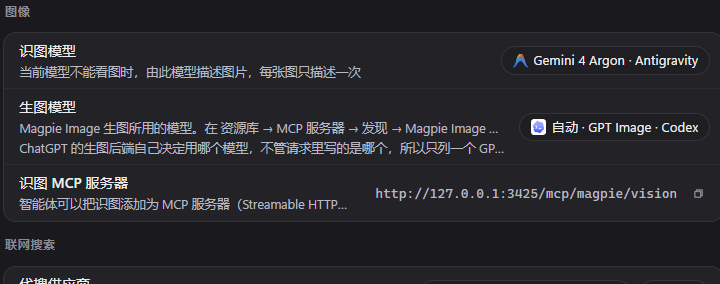 图像
识图模型
当前模型不能看图时，由此模型描述图片，每张图只描述一次
Gemini 4 Argon · Antigravity
生图模型
Magpie Image 生图所用的模型。在 资源库 → MCP 服务器 → 发现 → Magpie Image ...
ChatGPT 的生图后端自己决定用哪个模型，不管请求里写的是哪个，所以只列一个 GP...
自动 · GPT Image · Codex
识图 MCP 服务器
智能体可以把识图添加为 MCP 服务器（Streamable HTTP...
http://127.0.0.1:3425/mcp/magpie/vision
联网搜索